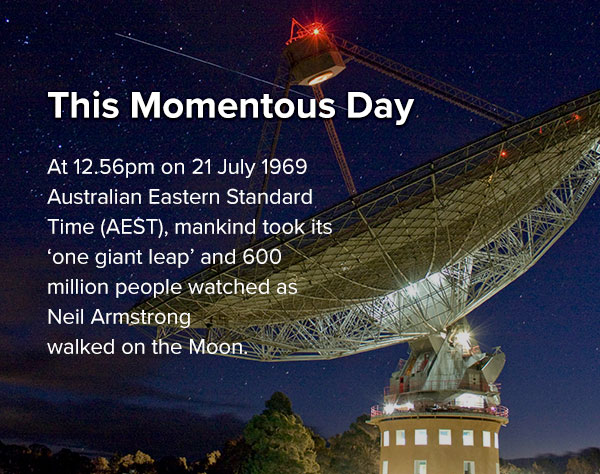 This Momentous Day
At 12.56pm on 21 July 1969
Australian Eastern Standard
Time (AEST), mankind took its
‘one giant leap’ and 600
million people watched as
Neil Armstrong
walked on the Moon.